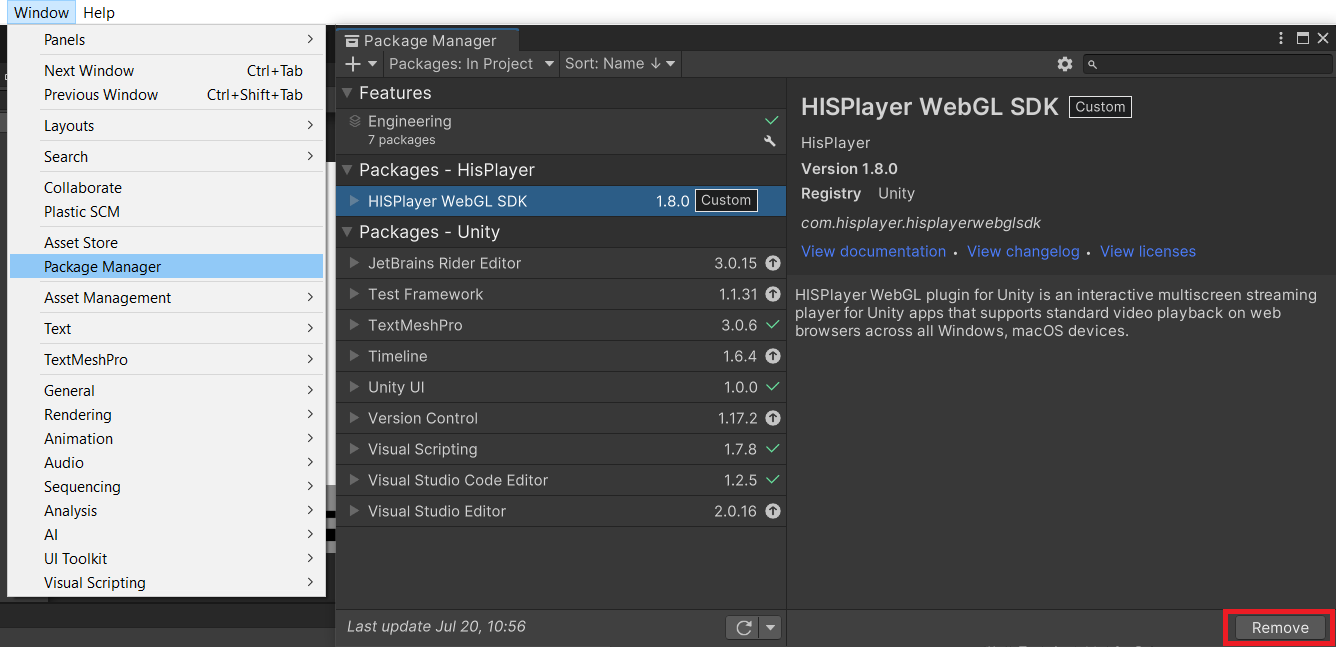 Window Help
Panels
Next Window Ctrl+Tab
Previous Window Ctrl+Shift+Tab
Layouts
Search
Collaborate
Plastic SCM
Asset Store
Package Manager
Asset Management
Text
TextMeshPro
General
Rendering
Animation
Audio
Sequencing
Analysis
AI
UI Toolkit
Visual Scripting
Package Manager
Packages: In Project Sort: Name ↓
Features
Engineering
7 packages
Packages - HisPlayer
HISPlayer WebGL SDK 1.8.0 Custom
Packages - Unity
JetBrains Rider Editor 3.0.15
Test Framework 1.1.31
TextMeshPro 3.0.6
Timeline 1.6.4
Unity UI 1.0.0
Version Control 1.17.2
Visual Scripting 1.7.8
Visual Studio Code Editor 1.2.5
Visual Studio Editor 2.0.16
Last update Jul 20, 10:56
HISPlayer WebGL SDK Custom
HisPlayer
Version 1.8.0
Registry Unity
com.hisplayer.hisplayerwebglsdk
View documentation • View changelog • View licenses
HISPlayer WebGL plugin for Unity is an interactive multiscreen streaming
player for Unity apps that supports standard video playback on web
browsers across all Windows, macOS devices.
Remove